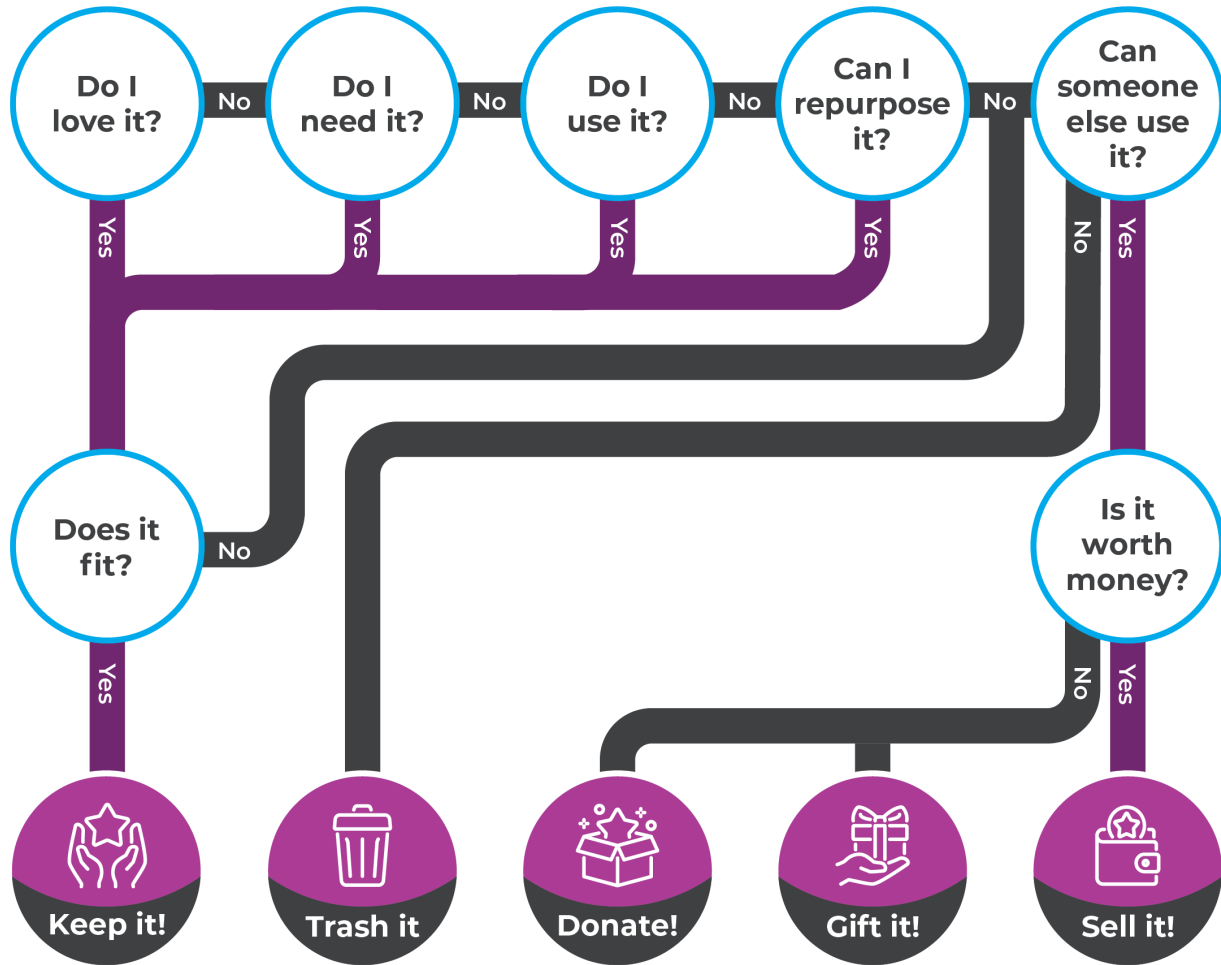 Do I
love it?
No
Do I
need it?
No
Do I
use it?
No
Can I
repurpose
it?
No
Can
someone
else use
it?
Yes
Yes
Yes
Yes
No
Yes
Does it
fit?
No
Is it
worth
money?
Yes
No
Yes
Keep it!
Trash it
Donate!
Gift it!
Sell it!